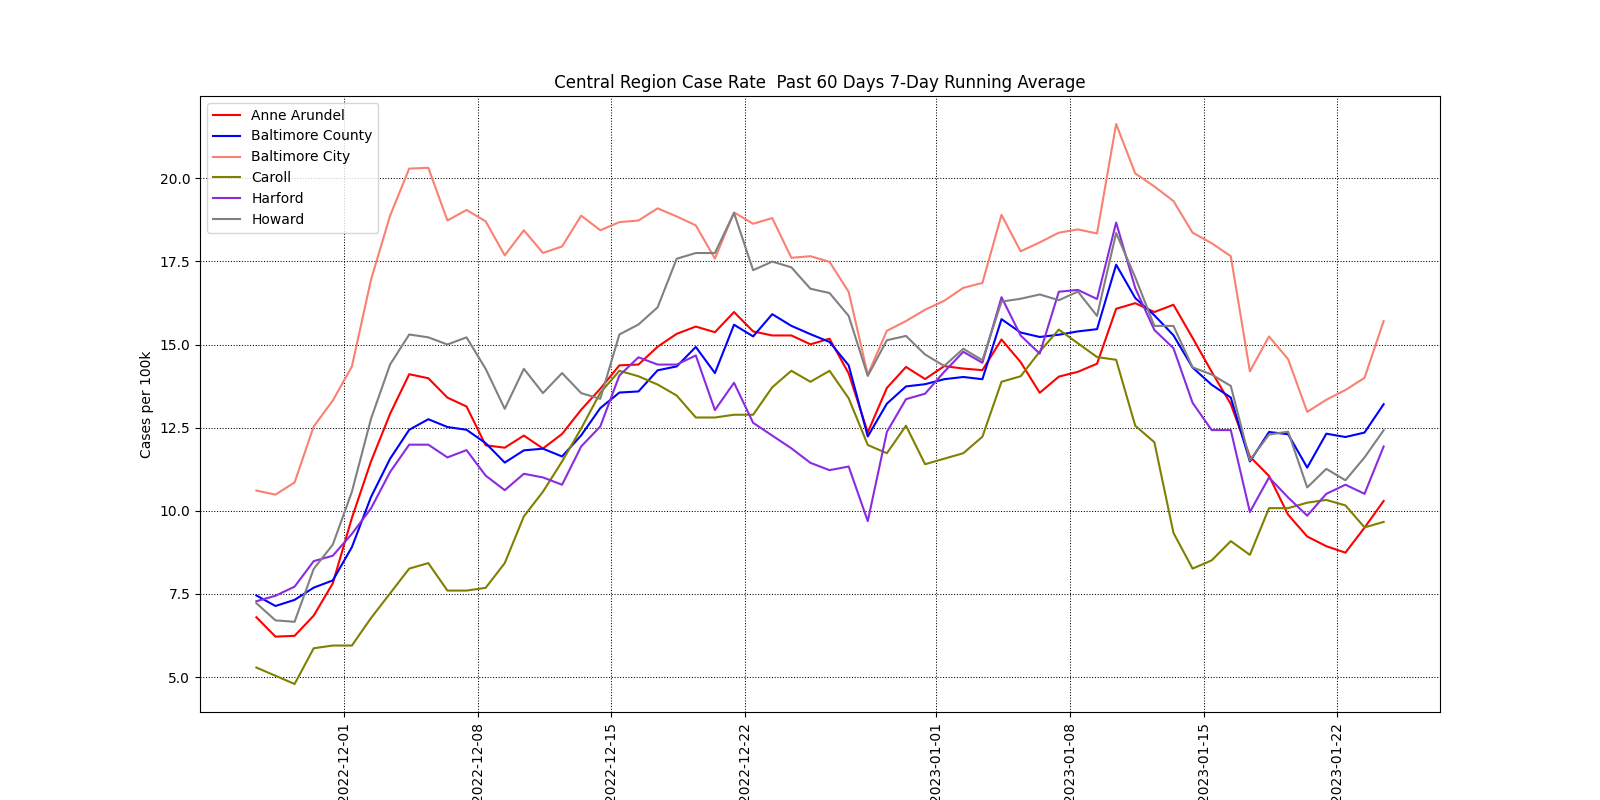 Central Region Case Rate  Past 60 Days 7-Day Running Average
Anne Arundel
Baltimore County
Baltimore City
Caroll
Harford
Howard
Cases per 100k
20.0
17.5
15.0
12.5
10.0
7.5
5.0
2022-12-01
2022-12-08
2022-12-15
2022-12-22
2023-01-01
2023-01-08
2023-01-15
2023-01-22